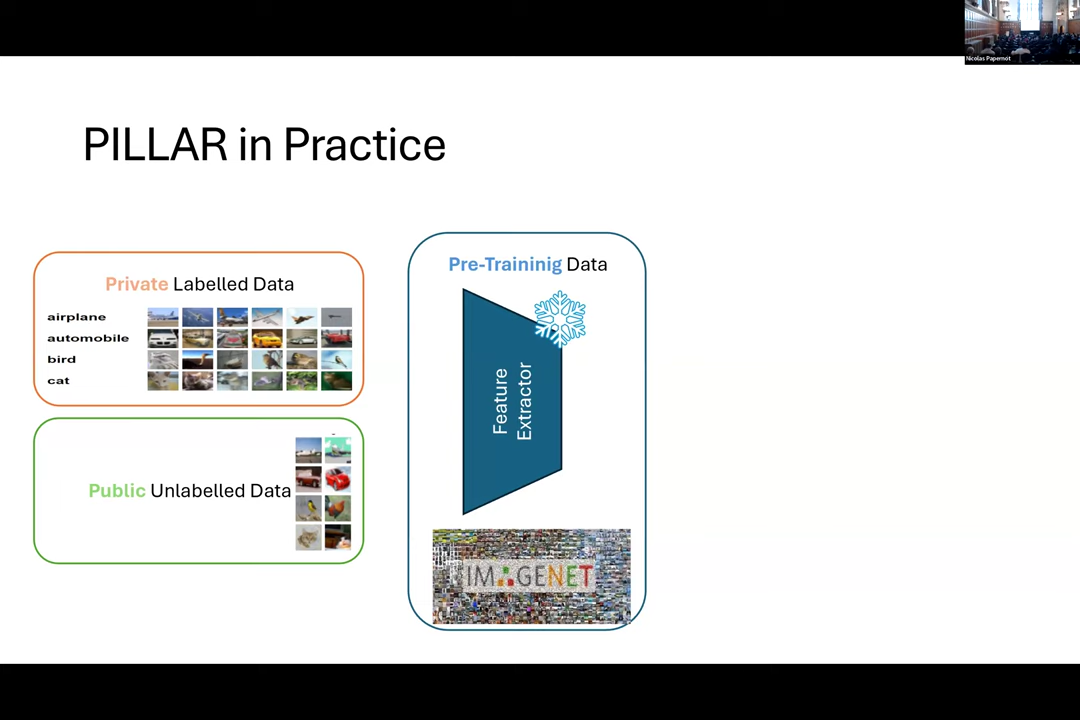 Nicolas Papernot
PILLAR in Practice
Private Labelled Data
airplane
automobile
bird
cat
Public Unlabelled Data
Pre-Traininig Data
Feature
Extractor
IMAGENET